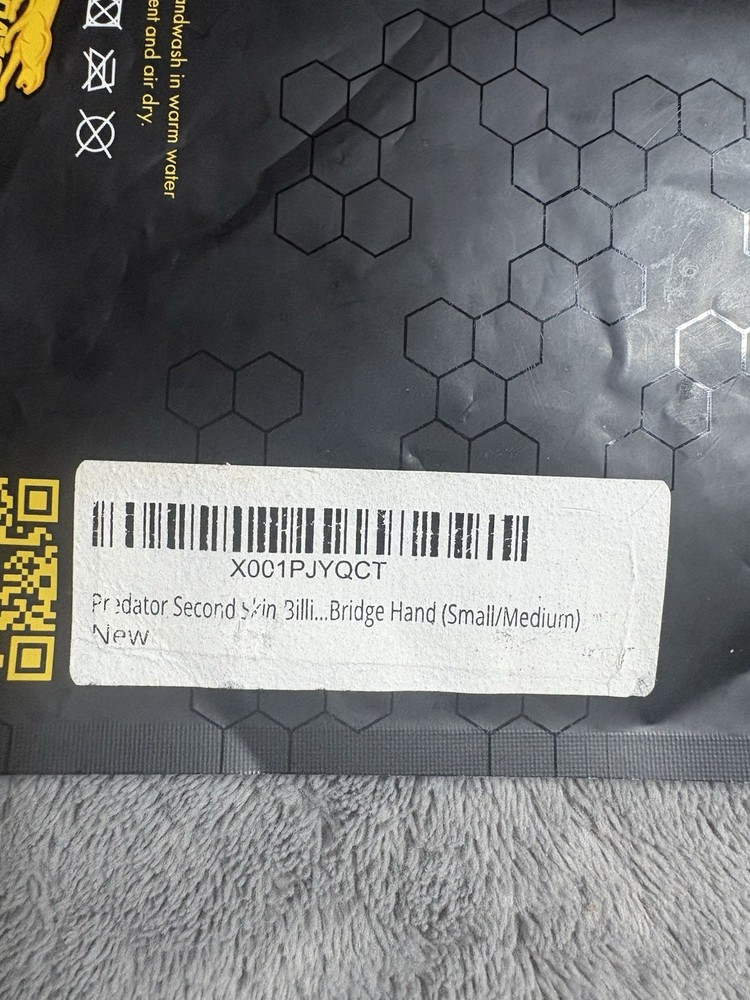 andwash in warm water
ent and air dry.
X001PJYQCT
Predator Second Skin Billi...Bridge Hand (Small/Medium)
New